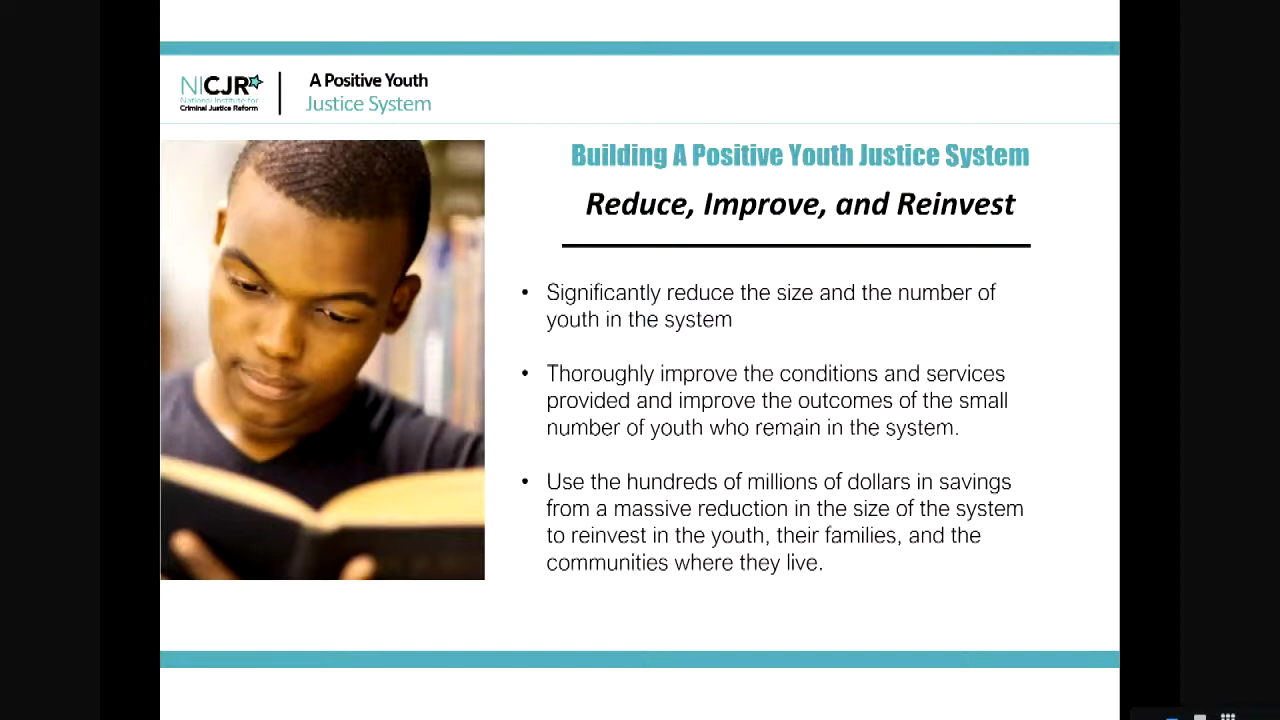 NICJR
National Institute for
Criminal Justice Reform
A Positive Youth
Justice System
Building A Positive Youth Justice System
Reduce, Improve, and Reinvest
• Significantly reduce the size and the number of
youth in the system
• Thoroughly improve the conditions and services
provided and improve the outcomes of the small
number of youth who remain in the system.
• Use the hundreds of millions of dollars in savings
from a massive reduction in the size of the system
to reinvest in the youth, their families, and the
communities where they live.